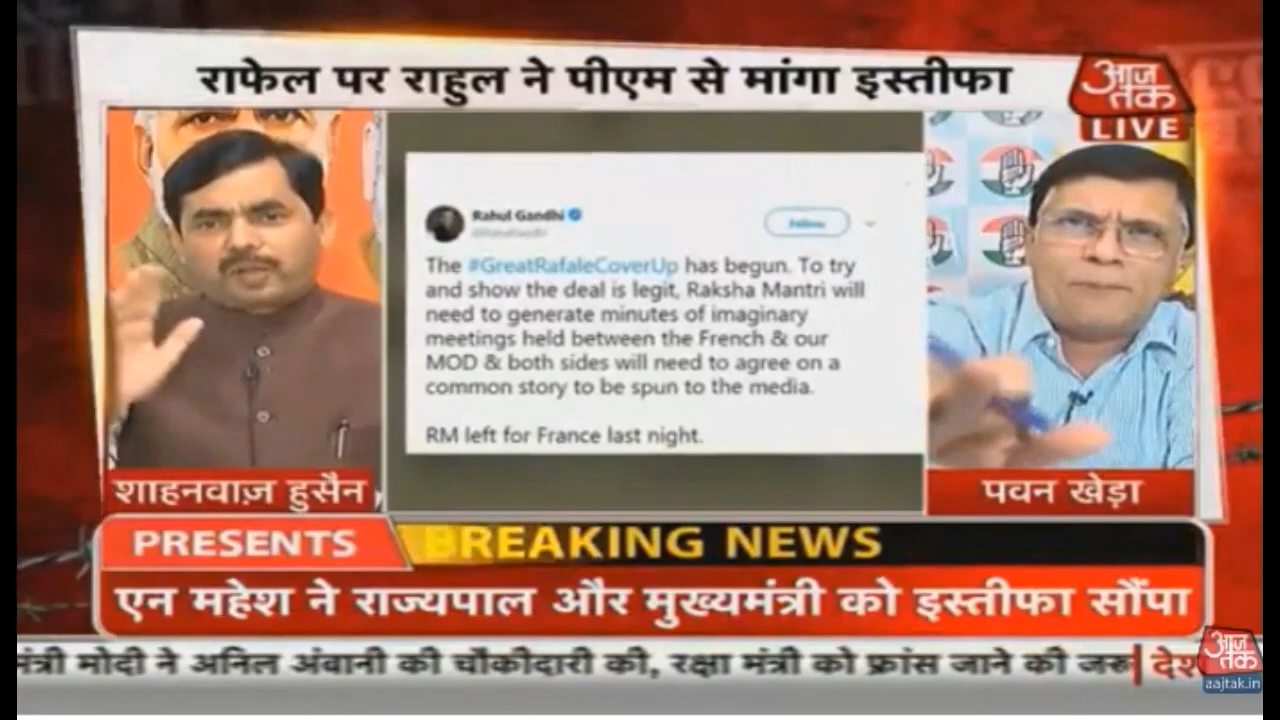 राफेल पर राहुल ने पीएम से मांगा इस्तीफा
आज तक
LIVE
Rahul Gandhi
@RahulGandhi
Follow
The #GreatRafaleCoverUp has begun. To try
and show the deal is legit, Raksha Mantri will
need to generate minutes of imaginary
meetings held between the French & our
MOD & both sides will need to agree on a
common story to be spun to the media.
RM left for France last night.
शाहनवाज़ हुसैन
पवन खेड़ा
PRESENTS
BREAKING NEWS
एन महेश ने राज्यपाल और मुख्यमंत्री को इस्तीफा सौंपा
मोदी ने अनिल अंबानी की चौकीदारी की, रक्षा मंत्री को फ्रांस जाने की
आज तक
aajtak.in